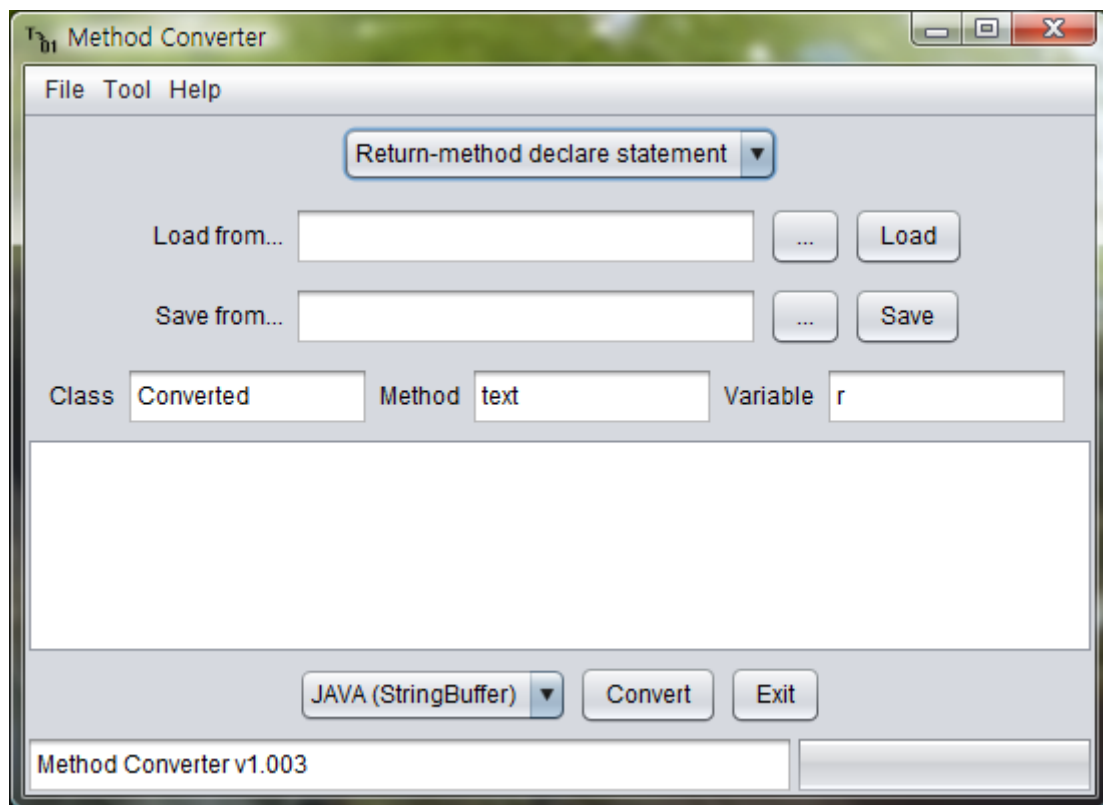 Method Converter
File Tool Help
Return-method declare statement
Load from... ... Load
Save from... ... Save
Class Converted Method text Variable r
JAVA (StringBuffer) Convert Exit
Method Converter v1.003